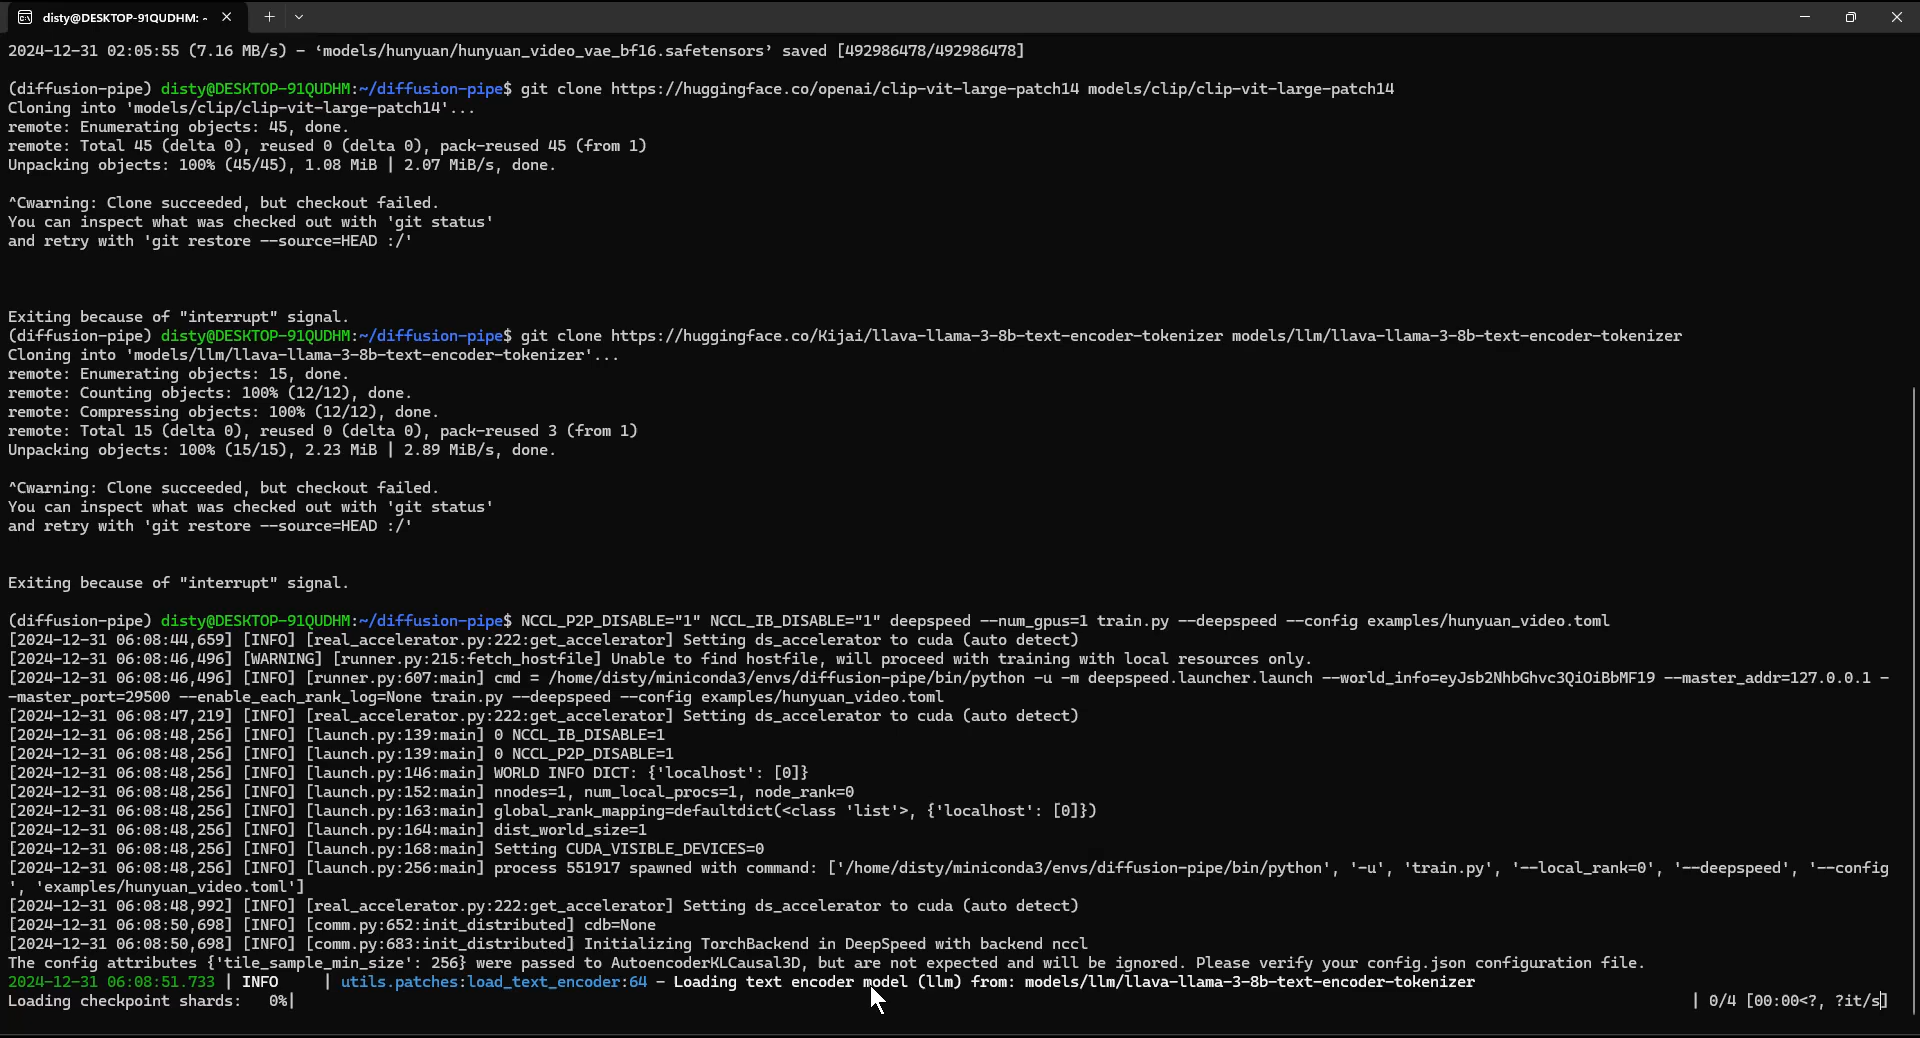 disty@DESKTOP-91QUDHM: ~
2024-12-31 02:05:55 (7.16 MB/s) - ‘models/hunyuan/hunyuan_video_vae_bf16.safetensors’ saved [492986478/492986478]
(diffusion-pipe) disty@DESKTOP-91QUDHM:~/diffusion-pipe$ git clone https://huggingface.co/openai/clip-vit-large-patch14 models/clip/clip-vit-large-patch14
Cloning into 'models/clip/clip-vit-large-patch14'...
remote: Enumerating objects: 45, done.
remote: Total 45 (delta 0), reused 0 (delta 0), pack-reused 45 (from 1)
Unpacking objects: 100% (45/45), 1.08 MiB | 2.07 MiB/s, done.
^Cwarning: Clone succeeded, but checkout failed.
You can inspect what was checked out with 'git status'
and retry with 'git restore --source=HEAD :/'
Exiting because of "interrupt" signal.
(diffusion-pipe) disty@DESKTOP-91QUDHM:~/diffusion-pipe$ git clone https://huggingface.co/Kijai/llava-llama-3-8b-text-encoder-tokenizer models/llm/llava-llama-3-8b-text-encoder-tokenizer
Cloning into 'models/llm/llava-llama-3-8b-text-encoder-tokenizer'...
remote: Enumerating objects: 15, done.
remote: Counting objects: 100% (12/12), done.
remote: Compressing objects: 100% (12/12), done.
remote: Total 15 (delta 0), reused 0 (delta 0), pack-reused 3 (from 1)
Unpacking objects: 100% (15/15), 2.23 MiB | 2.89 MiB/s, done.
^Cwarning: Clone succeeded, but checkout failed.
You can inspect what was checked out with 'git status'
and retry with 'git restore --source=HEAD :/'
Exiting because of "interrupt" signal.
(diffusion-pipe) disty@DESKTOP-91QUDHM:~/diffusion-pipe$ NCCL_P2P_DISABLE="1" NCCL_IB_DISABLE="1" deepspeed --num_gpus=1 train.py --deepspeed --config examples/hunyuan_video.toml
[2024-12-31 06:08:44,659] [INFO] [real_accelerator.py:222:get_accelerator] Setting ds_accelerator to cuda (auto detect)
[2024-12-31 06:08:46,496] [WARNING] [runner.py:215:fetch_hostfile] Unable to find hostfile, will proceed with training with local resources only.
[2024-12-31 06:08:46,496] [INFO] [runner.py:607:main] cmd = /home/disty/miniconda3/envs/diffusion-pipe/bin/python -u -m deepspeed.launcher.launch --world_info=eyJsb2NhbGhvc3QiOiBbMF19 --master_addr=127.0.0.1 -
-master_port=29500 --enable_each_rank_log=None train.py --deepspeed --config examples/hunyuan_video.toml
[2024-12-31 06:08:47,219] [INFO] [real_accelerator.py:222:get_accelerator] Setting ds_accelerator to cuda (auto detect)
[2024-12-31 06:08:48,256] [INFO] [launch.py:139:main] 0 NCCL_IB_DISABLE=1
[2024-12-31 06:08:48,256] [INFO] [launch.py:139:main] 0 NCCL_P2P_DISABLE=1
[2024-12-31 06:08:48,256] [INFO] [launch.py:146:main] WORLD INFO DICT: {'localhost': [0]}
[2024-12-31 06:08:48,256] [INFO] [launch.py:152:main] nnodes=1, num_local_procs=1, node_rank=0
[2024-12-31 06:08:48,256] [INFO] [launch.py:163:main] global_rank_mapping=defaultdict(<class 'list'>, {'localhost': [0]})
[2024-12-31 06:08:48,256] [INFO] [launch.py:164:main] dist_world_size=1
[2024-12-31 06:08:48,256] [INFO] [launch.py:168:main] Setting CUDA_VISIBLE_DEVICES=0
[2024-12-31 06:08:48,256] [INFO] [launch.py:256:main] process 551917 spawned with command: ['/home/disty/miniconda3/envs/diffusion-pipe/bin/python', '-u', 'train.py', '--local_rank=0', '--deepspeed', '--config
', 'examples/hunyuan_video.toml']
[2024-12-31 06:08:48,992] [INFO] [real_accelerator.py:222:get_accelerator] Setting ds_accelerator to cuda (auto detect)
[2024-12-31 06:08:50,698] [INFO] [comm.py:652:init_distributed] cdb=None
[2024-12-31 06:08:50,698] [INFO] [comm.py:683:init_distributed] Initializing TorchBackend in DeepSpeed with backend nccl
The config attributes {'tile_sample_min_size': 256} were passed to AutoencoderKLCausal3D, but are not expected and will be ignored. Please verify your config.json configuration file.
2024-12-31 06:08:51.733 | INFO     | utils.patches:load_text_encoder:64 - Loading text encoder model (llm) from: models/llm/llava-llama-3-8b-text-encoder-tokenizer
Loading checkpoint shards:   0%| | 0/4 [00:00<?, ?it/s]